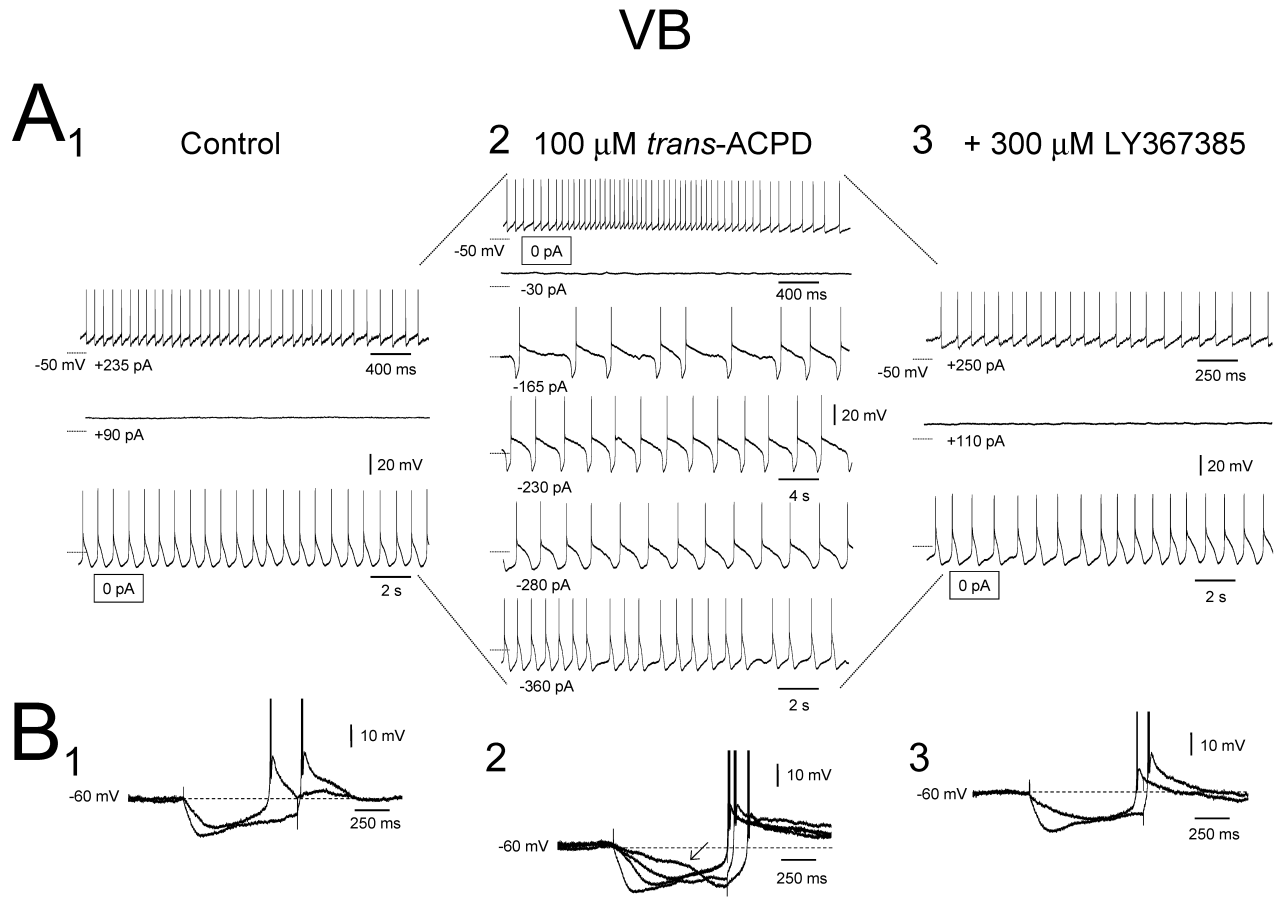 VB
A1
Control
2 100 μM trans-ACPD
3 + 300 μM LY367385
-50 mV
+235 pA
400 ms
+90 pA
20 mV
0 pA
2 s
-50 mV
0 pA
-30 pA
400 ms
-165 pA
20 mV
-230 pA
4 s
-280 pA
-360 pA
2 s
-50 mV
+250 pA
250 ms
+110 pA
20 mV
0 pA
2 s
B1
10 mV
-60 mV
250 ms
2
10 mV
-60 mV
250 ms
3
10 mV
-60 mV
250 ms